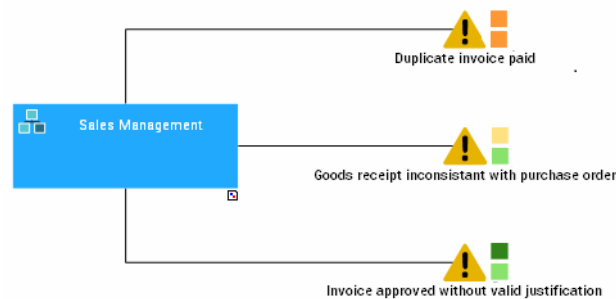 Duplicate invoice paid
Sales Management
Goods receipt inconsistant with purchase order
Invoice approved without valid justification